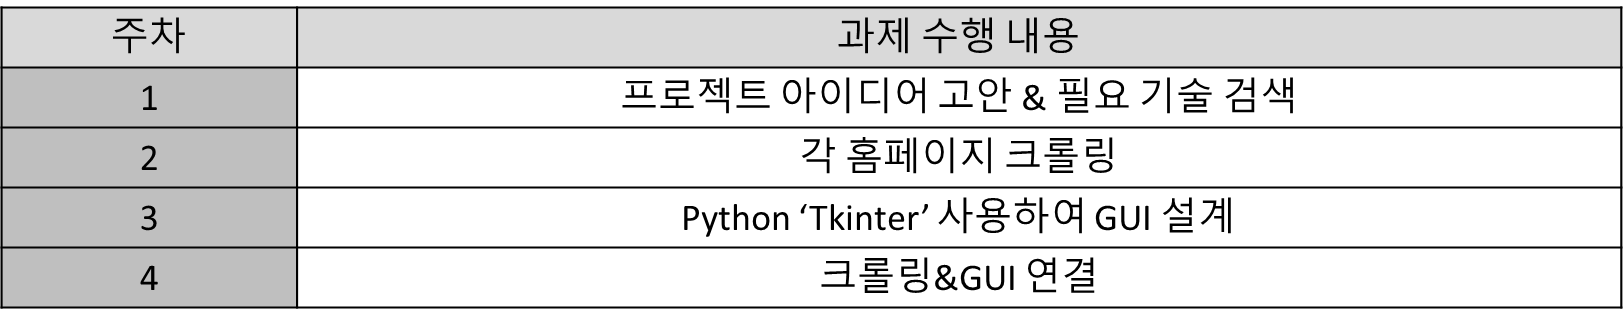 주차 과제 수행 내용
1 프로젝트 아이디어 고안 & 필요 기술 검색
2 각 홈페이지 크롤링
3 Python ‘Tkinter’ 사용하여 GUI 설계
4 크롤링&GUI 연결